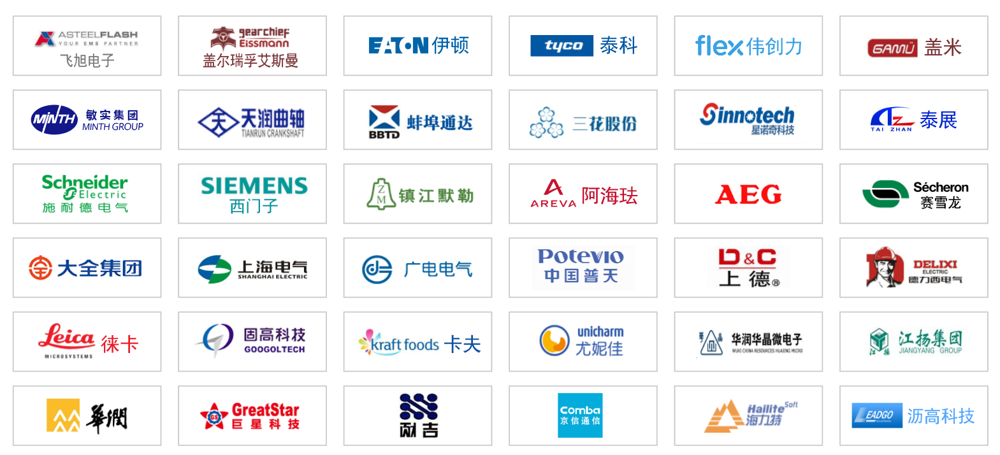 ASTEELFLASH
YOUR EMS PARTNER
飞旭电子
gearchief
Eissmann
盖尔瑞孚艾斯曼
EATON 伊顿
tyco 泰科
flex 伟创力
GAMÜ 盖米
MINTH 敏实集团
MINTH GROUP
天 天润曲轴
TIANRUN CRANKSHAFT
BBTD 蚌埠通达
三花股份
Sinnotech
星诺奇科技
TAI ZHAN 泰展
Schneider
Electric
施耐德电气
SIEMENS
西门子
ZM 镇江默勒
AREVA 阿海珐
AEG
Sécheron
赛雪龙
大全集团
上海电气
SHANGHAI ELECTRIC
广电电气
Potevio
中国普天
D&C
上德®
DELIXI
ELECTRIC
德力西电气
Leica
MICROSYSTEMS
徕卡
固高科技
GOOGOLTECH
kraft foods 卡夫
unicharm
尤妮佳
华润华晶微电子
WUXI CHINA RESOURCES HUAJING MICRO
江扬集团
JIANGYANG GROUP
江扬
華潤
GS
GreatStar
巨星科技
吉
Comba
京信通信
HailiteSoft
海力特
LEADGO 沥高科技